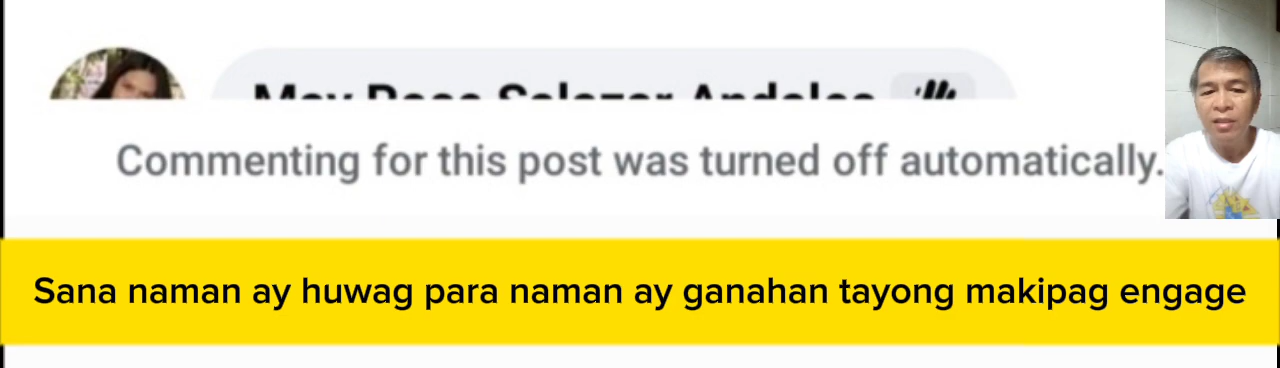 Commenting for this post was turned off automatically.
Sana naman ay huwag para naman ay ganahan tayong makipag engage